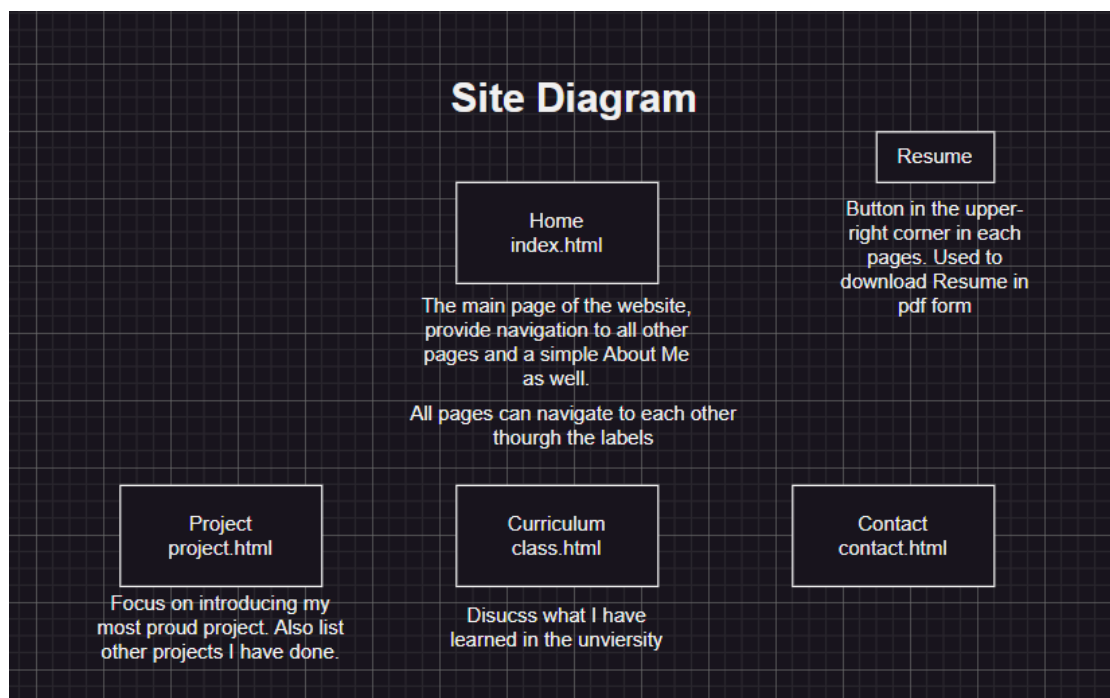 Site Diagram
Resume
Button in the upper-
right corner in each
pages. Used to
download Resume in
pdf form
Home
index.html
The main page of the website,
provide navigation to all other
pages and a simple About Me
as well.
All pages can navigate to each other
thourgh the labels
Project
project.html
Focus on introducing my
most proud project. Also list
other projects I have done.
Curriculum
class.html
Disucss what I have
learned in the unviersity
Contact
contact.html